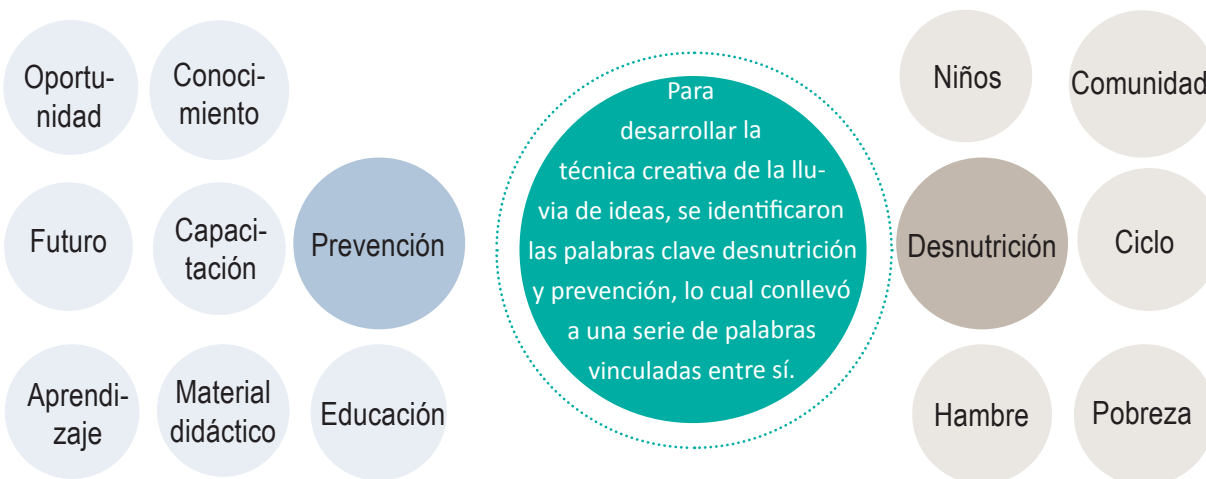 Oportu-
nidad
Conoci-
miento
Futuro
Capaci-
tación
Prevención
Aprendi-
zaje
Material
didáctico
Educación
Para
desarrollar la
técnica creativa de la llu-
via de ideas, se identificaron
las palabras clave desnutrición
y prevención, lo cual conllevó
a una serie de palabras
vinculadas entre sí.
Niños
Comunidad
Desnutrición
Ciclo
Hambre
Pobreza